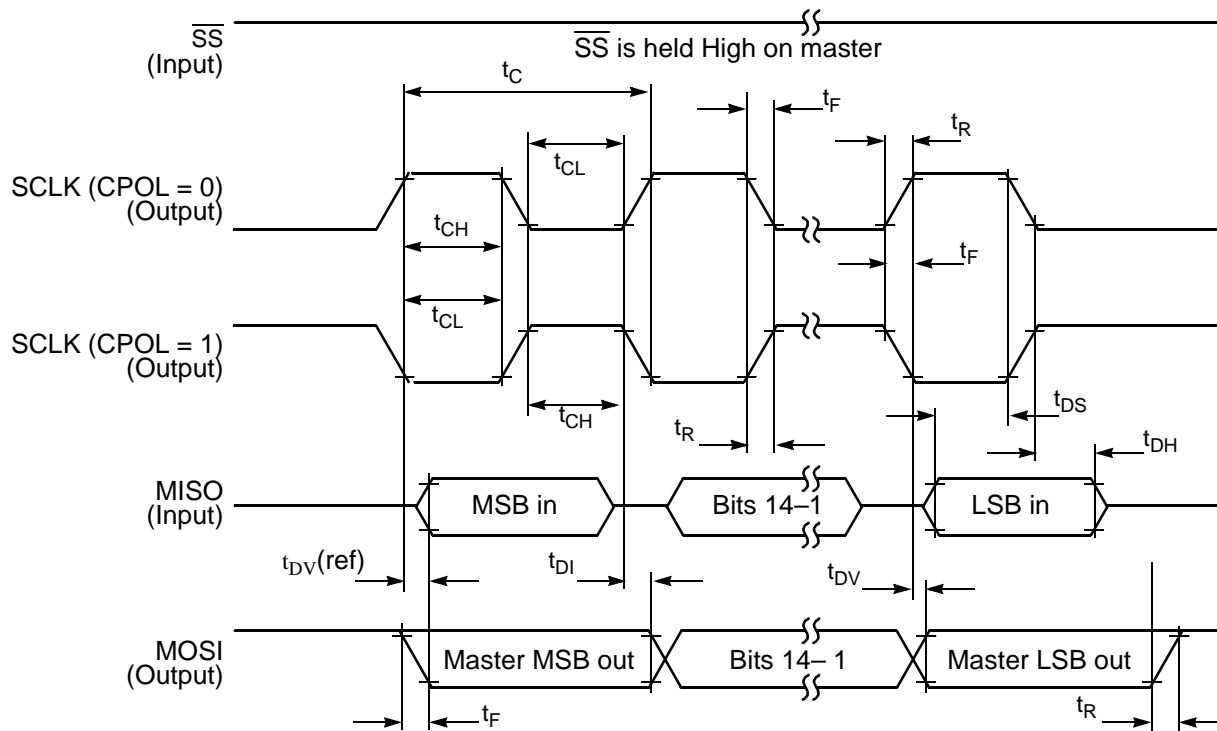 SS
(Input)
SS is held High on master
tC
tF
tR
tCL
SCLK (CPOL = 0)
(Output)
tCH
tF
tCL
SCLK (CPOL = 1)
(Output)
tCH
tR
tDS
tDH
MISO
(Input)
MSB in
Bits 14–1
LSB in
tDV(ref)
tDI
tDV
MOSI
(Output)
Master MSB out
Bits 14– 1
Master LSB out
tF
tR